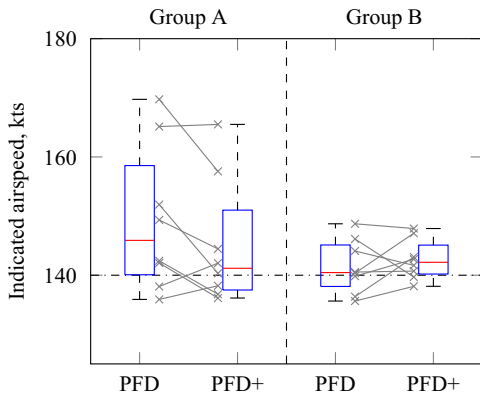 Group A Group B
180
160
140
Indicated airspeed, kts
PFD PFD+ PFD PFD+